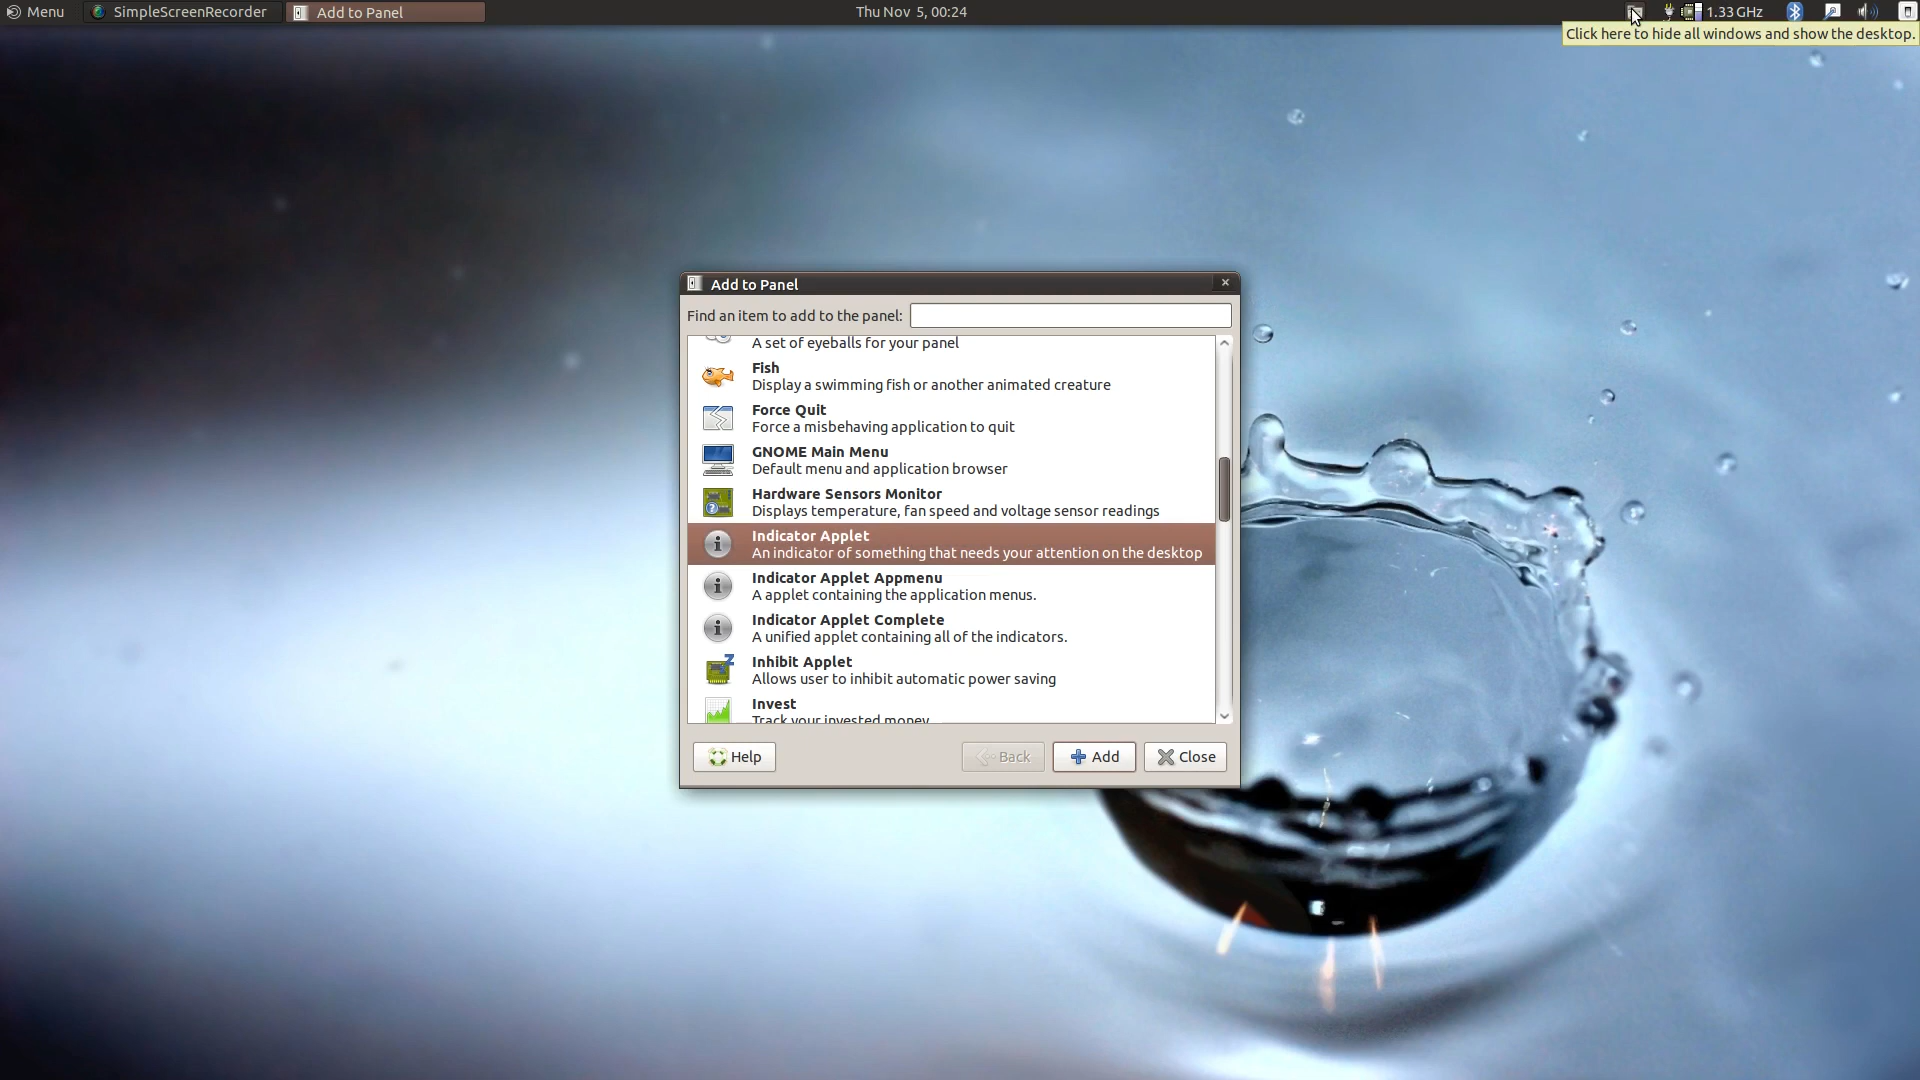 Menu
SimpleScreenRecorder
Add to Panel
Thu Nov 5, 00:24
1.33 GHz
Click here to hide all windows and show the desktop.
Add to Panel
Find an item to add to the panel:
A set of eyeballs for your panel
Fish
Display a swimming fish or another animated creature
Force Quit
Force a misbehaving application to quit
GNOME Main Menu
Default menu and application browser
Hardware Sensors Monitor
Displays temperature, fan speed and voltage sensor readings
Indicator Applet
An indicator of something that needs your attention on the desktop
Indicator Applet Appmenu
A applet containing the application menus.
Indicator Applet Complete
A unified applet containing all of the indicators.
Inhibit Applet
Allows user to inhibit automatic power saving
Invest
Track your invested money
Help
Back
Add
Close